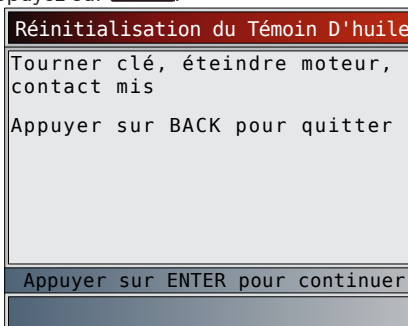 Réinitialisation du Témoin D'huile
Tourner clé, éteindre moteur,
contact mis
Appuyer sur BACK pour quitter
Appuyer sur ENTER pour continuer